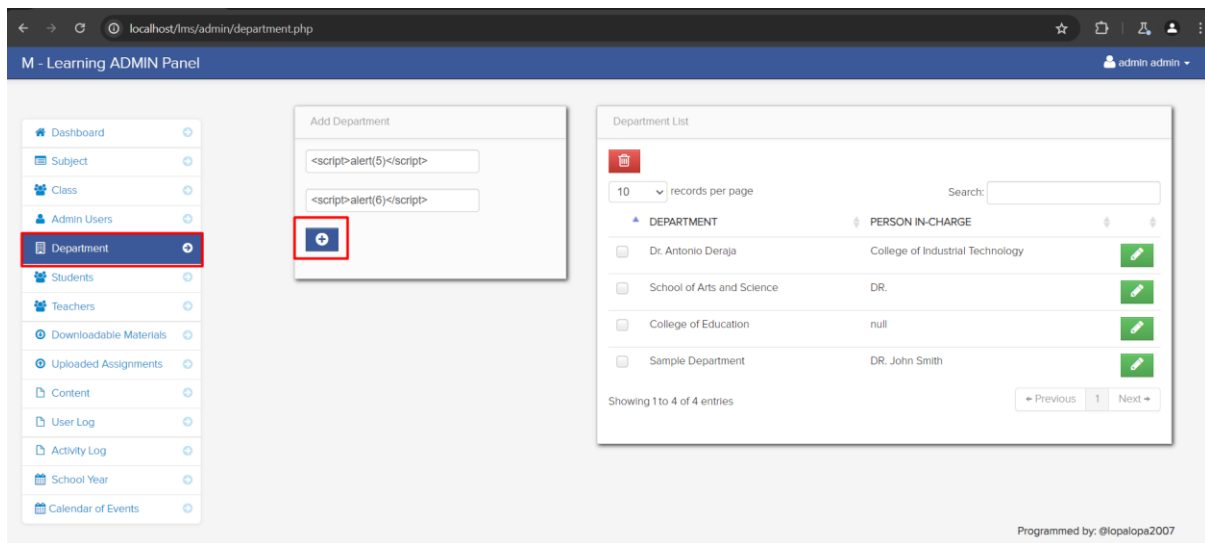 localhost/lms/admin/department.php
M - Learning ADMIN Panel
admin admin
Dashboard
Subject
Class
Admin Users
Department
Students
Teachers
Downloadable Materials
Uploaded Assignments
Content
User Log
Activity Log
School Year
Calendar of Events
Add Department
<script>alert(5)</script>
<script>alert(6)</script>
Department List
10 records per page Search:
DEPARTMENT PERSON IN-CHARGE
Dr. Antonio Deraja College of Industrial Technology
School of Arts and Science DR.
College of Education null
Sample Department DR. John Smith
Showing 1 to 4 of 4 entries
← Previous 1 Next →
Programmed by: @lopalopa2007